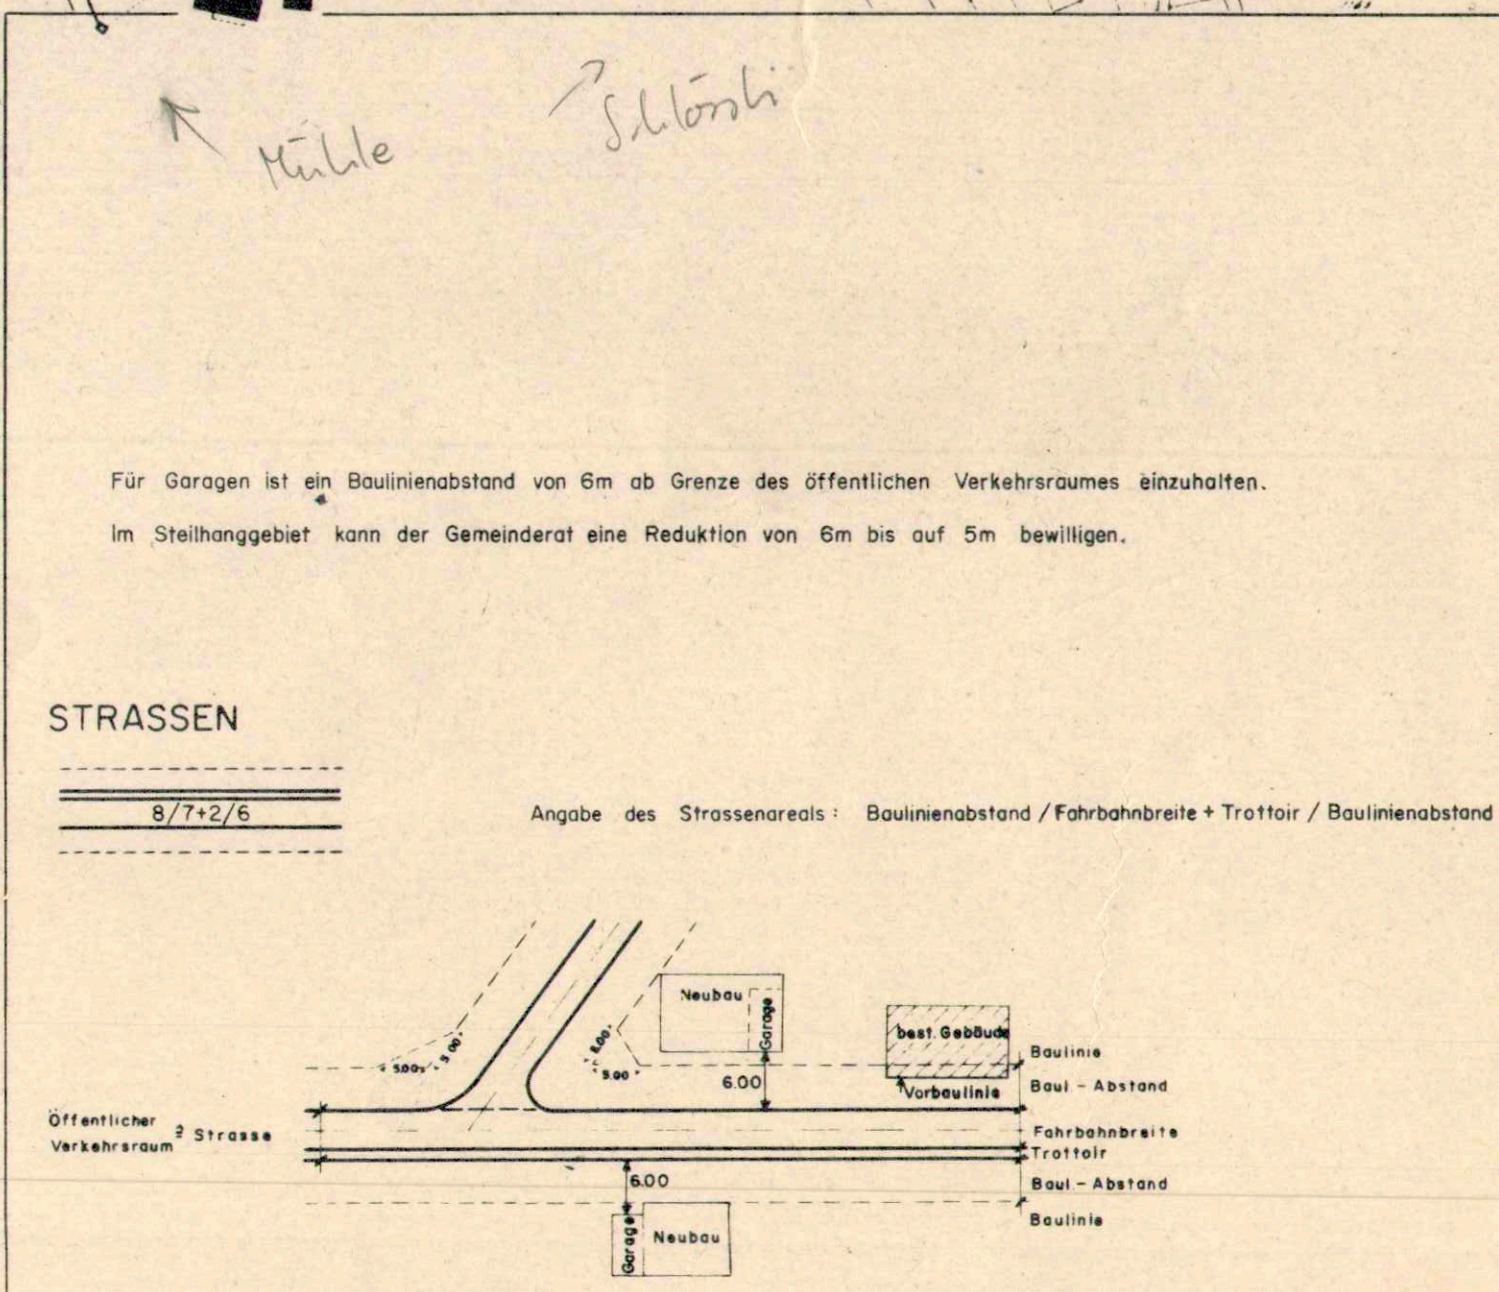 Mühle
Schlössli
Für Garagen ist ein Baulinienabstand von 6m ab Grenze des öffentlichen Verkehrsraumes einzuhalten.
Im Steilhanggebiet kann der Gemeinderat eine Reduktion von 6m bis auf 5m bewilligen.
STRASSEN
8/7+2/6
Angabe des Strassenareals: Baulinienabstand / Fahrbahnbreite + Trottoir / Baulinienabstand
Neubau
Garage
best. Gebäude
5.00
5.00
5.00
5.00
6.00
Vorbaulinie
Baulinie
Baul - Abstand
Öffentlicher
Verkehrsraum
Strasse
Fahrbahnbreite
Trottoir
6.00
Baul - Abstand
Baulinie
Garage
Neubau